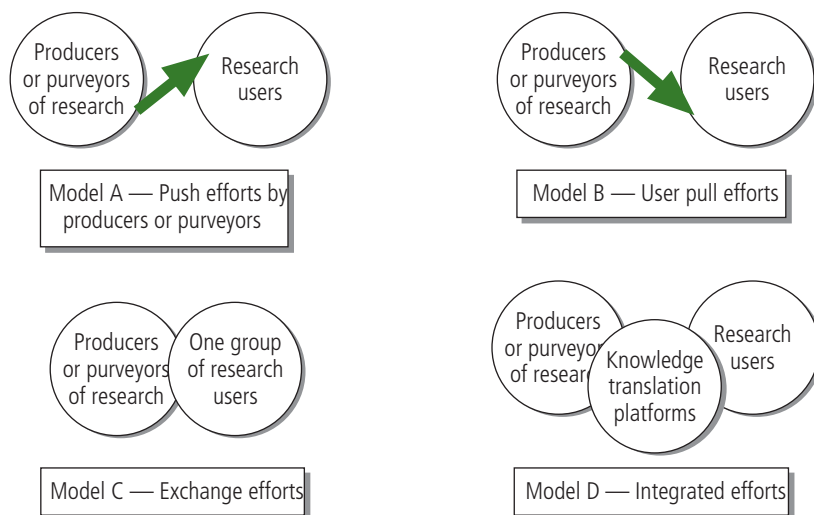 Producers
or purveyors
of research
Research
users
Model A — Push efforts by
producers or purveyors
Producers
or purveyors
of research
Research
users
Model B — User pull efforts
Producers
or purveyors
of research
One group
of research
users
Model C — Exchange efforts
Producers
or purveyors
of research
Knowledge
translation
platforms
Research
users
Model D — Integrated efforts